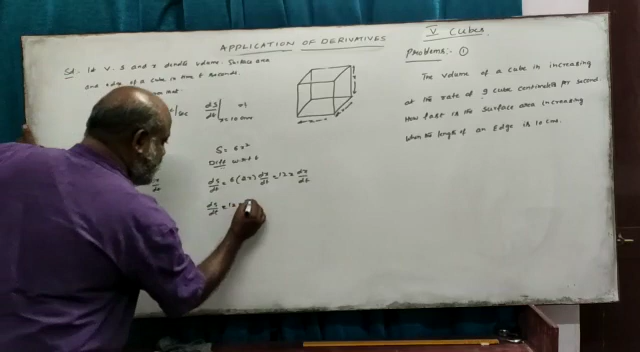 APPLICATION OF DERIVATIVES
V Cubes
Problems:- ①
The volume of a cube is increasing
at the rate of 9 cubic centimetre per second.
How fast is the surface area increasing
when the length of an Edge is 10 cms.
Sol: let V, S and x denote volume, surface area
and edge of a cube in time t seconds.
sec dS/dt x=10 cm
S = 6x²
Diff w.r.t t
dS/dt = 6(2x) dx/dt = 12x dx/dt
dS/dt = 12